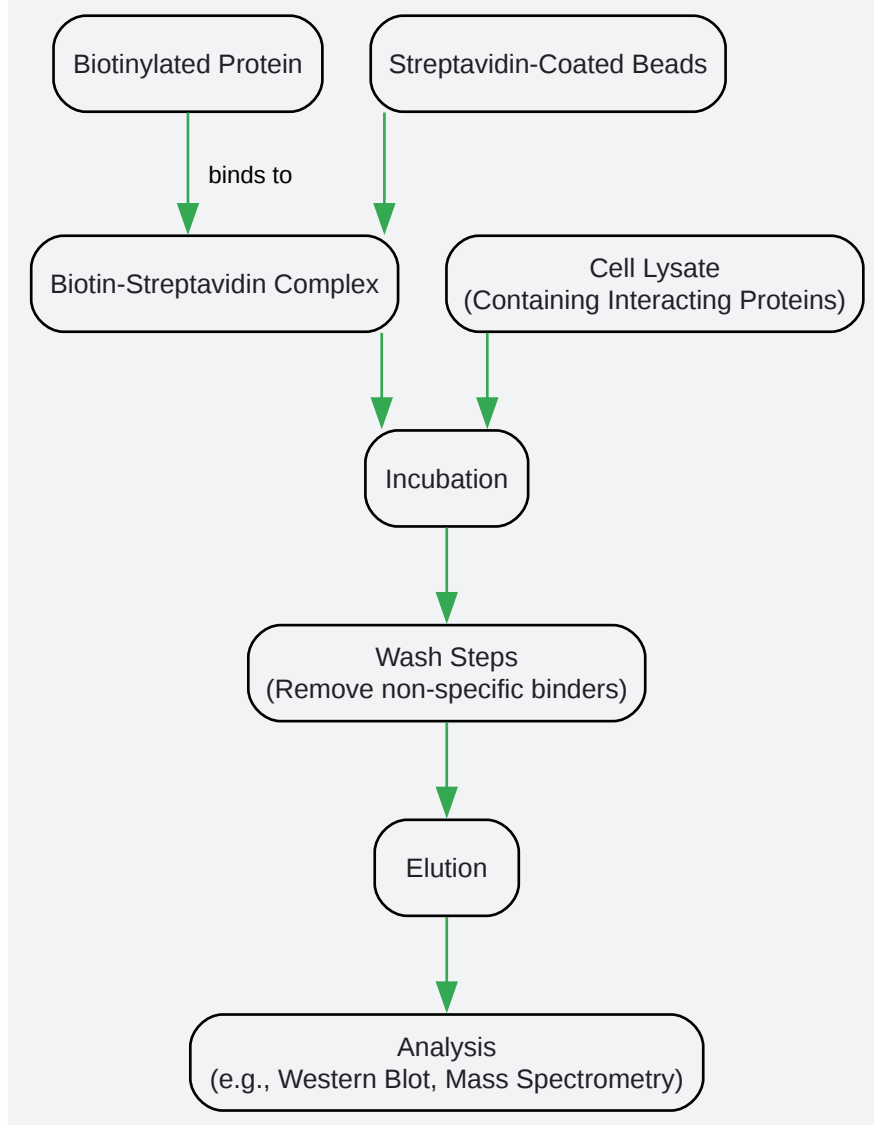 Biotinylated Protein
Streptavidin-Coated Beads
binds to
Biotin-Streptavidin Complex
Cell Lysate
(Containing Interacting Proteins)
Incubation
Wash Steps
(Remove non-specific binders)
Elution
Analysis
(e.g., Western Blot, Mass Spectrometry)